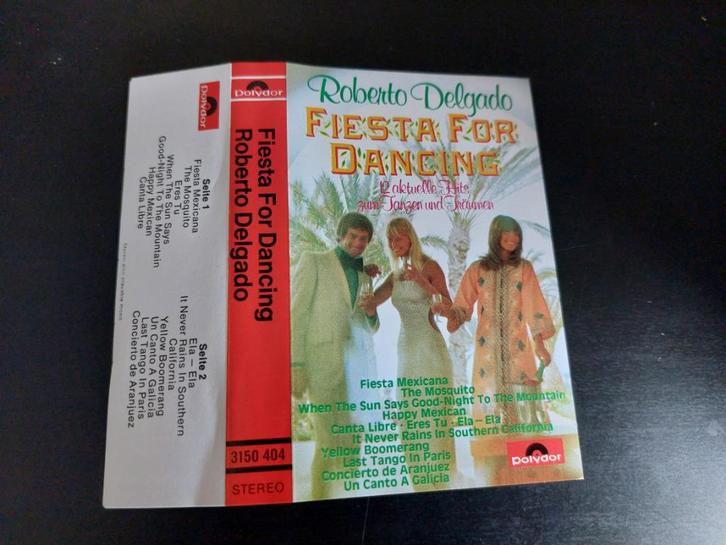 polydor
Seite 1
Fiesta Mexicana
The Mosquito
Eres Tu
When The Sun Says
Good-Night To The Mountain
Happy Mexican
Canta Libre
Seite 2
Ela – Ela
It Never Rains In Southern
California
Yellow Boomerang
Un Canto A Galicia
Last Tango In Paris
Concierto de Aranjuez
polydor
Fiesta For Dancing
Roberto Delgado
3150 404
STEREO
Roberto Delgado
FIESTA FOR
DANCING
12 aktuelle Hits
zum Tanzen und Träumen
Fiesta Mexicana
The Mosquito
When The Sun Says Good-Night To The Mountain
Happy Mexican
Canta Libre · Eres Tu · Ela – Ela
It Never Rains In Southern California
Yellow Boomerang
Last Tango In Paris
Concierto de Aranjuez
Un Canto A Galicia
polydor